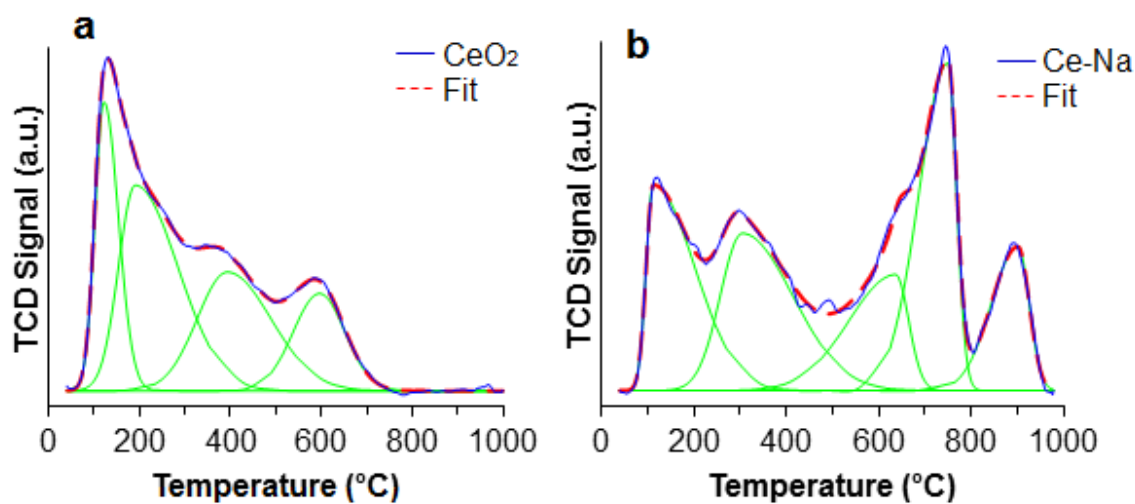 a
CeO₂
Fit
TCD Signal (a.u.)
0 200 400 600 800 1000
Temperature (°C)
b
Ce-Na
Fit
TCD Signal (a.u.)
0 200 400 600 800 1000
Temperature (°C)